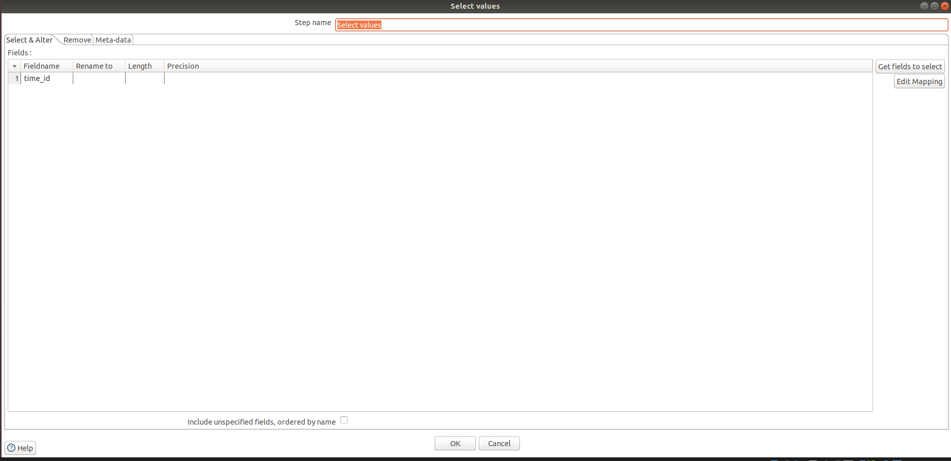 Select values
Step name Select values
Select & Alter Remove Meta-data
Fields :
Fieldname Rename to Length Precision
1 time_id
Get fields to select
Edit Mapping
Include unspecified fields, ordered by name
Help
OK Cancel